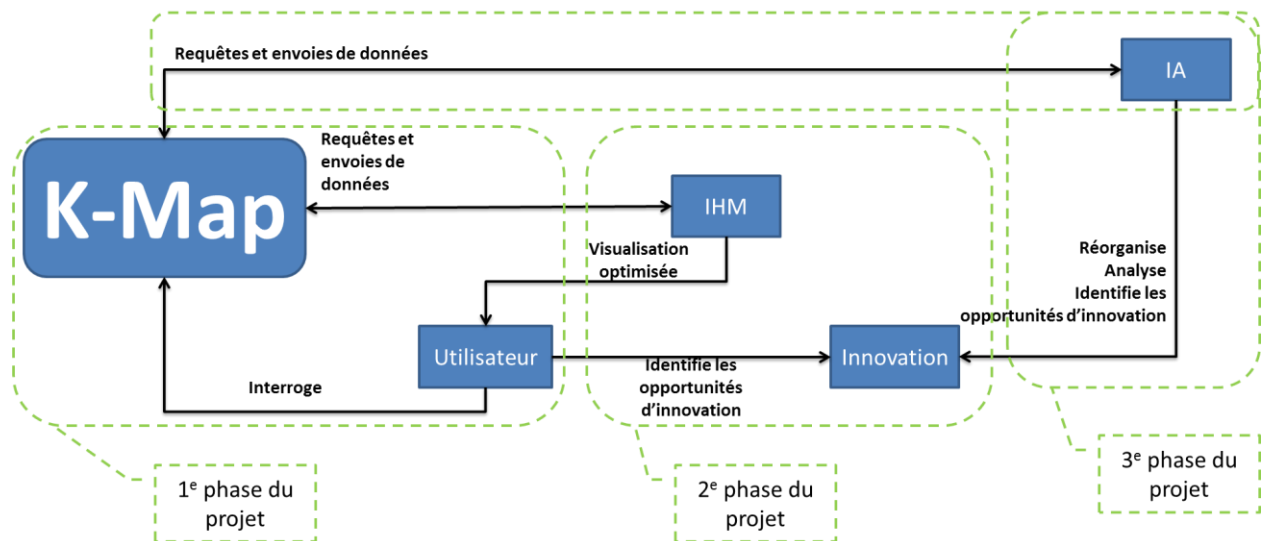 Requêtes et envoies de données
IA
K-Map
Requêtes et
envoies de
données
IHM
Visualisation
optimisée
Réorganise
Analyse
Identifie les
opportunités d'innovation
Utilisateur
Innovation
Interroge
Identifie les
opportunités
d'innovation
1e phase du
projet
2e phase du
projet
3e phase du
projet